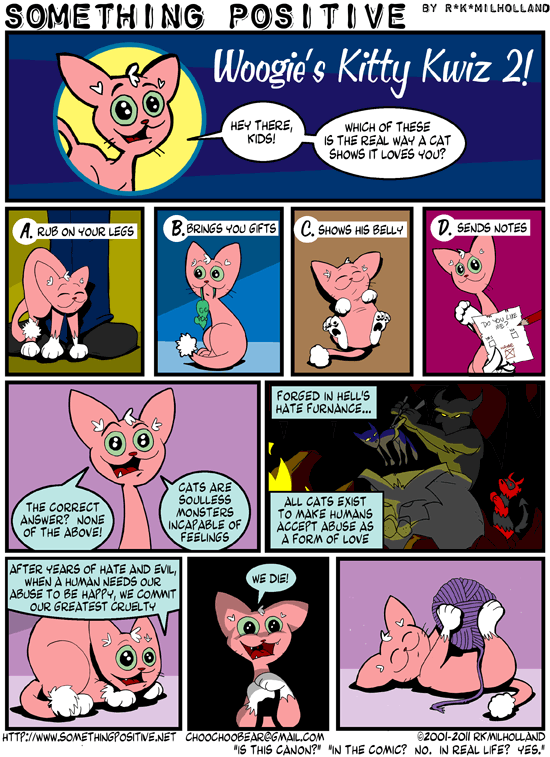 SOMETHING POSITIVE BY R*K*MILHOLLAND
Woogie's Kitty Kwiz 2!
HEY THERE,
KIDS!
WHICH OF THESE
IS THE REAL WAY A CAT
SHOWS IT LOVES YOU?
A. RUB ON YOUR LEGS
B. BRINGS YOU GIFTS
C. SHOWS HIS BELLY
D. SENDS NOTES
DO YOU LIKE
ME?
THE CORRECT
ANSWER? NONE
OF THE ABOVE!
CATS ARE
SOULLESS
MONSTERS
INCAPABLE OF
FEELINGS
FORGED IN HELL'S
HATE FURNANCE...
ALL CATS EXIST
TO MAKE HUMANS
ACCEPT ABUSE AS
A FORM OF LOVE
AFTER YEARS OF HATE AND EVIL,
WHEN A HUMAN NEEDS OUR
ABUSE TO BE HAPPY, WE COMMIT
OUR GREATEST CRUELTY
WE DIE!
HTTP://WWW.SOMETHINGPOSITIVE.NET CHOOCHOOBEAR@GMAIL.COM ©2001-2011 RKMILHOLLAND
"IS THIS CANON?" "IN THE COMIC? NO. IN REAL LIFE? YES."